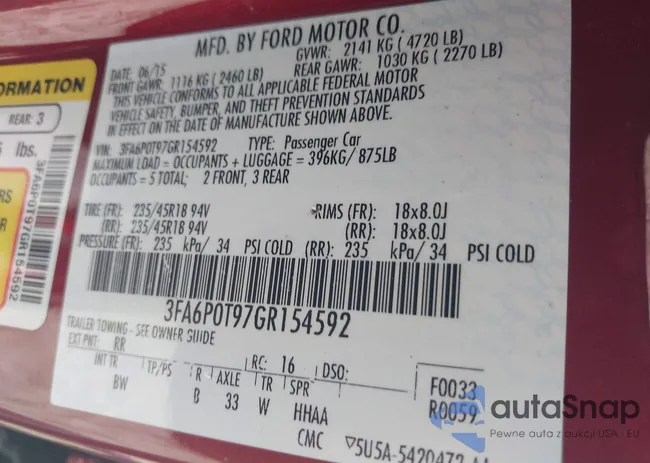 MFD. BY FORD MOTOR CO.
DATE: 06/15
GVWR: 2141 KG ( 4720 LB)
FRONT GAWR: 1116 KG ( 2460 LB)
REAR GAWR: 1030 KG ( 2270 LB)
THIS VEHICLE CONFORMS TO ALL APPLICABLE FEDERAL MOTOR
VEHICLE SAFETY, BUMPER, AND THEFT PREVENTION STANDARDS
IN EFFECT ON THE DATE OF MANUFACTURE SHOWN ABOVE.
VIN: 3FA6P0T97GR154592 TYPE: Passenger Car
MAXIMUM LOAD = OCCUPANTS + LUGGAGE = 396KG/ 875LB
OCCUPANTS = 5 TOTAL; 2 FRONT, 3 REAR
TIRE (FR): 235/45R18 94V RIMS (FR): 18x8.0J
(RR): 235/45R18 94V (RR): 18x8.0J
PRESSURE (FR): 235 kPa/ 34 PSI COLD (RR): 235 kPa/ 34 PSI COLD
3FA6P0T97GR154592
TRAILER TOWING - SEE OWNER GUIDE
EXT PNT: RR RC: 16 DSO: F0033
INT TR TP/PS R AXLE TR SPR R0059
BW B 33 W HHAA
CMC 5U5A-5420472-AA
ORMATION
REAR: 3
lbs.
3FA6P0T97GR154592
RS
R
autaSnap
Pewne auta z aukcji USA - EU